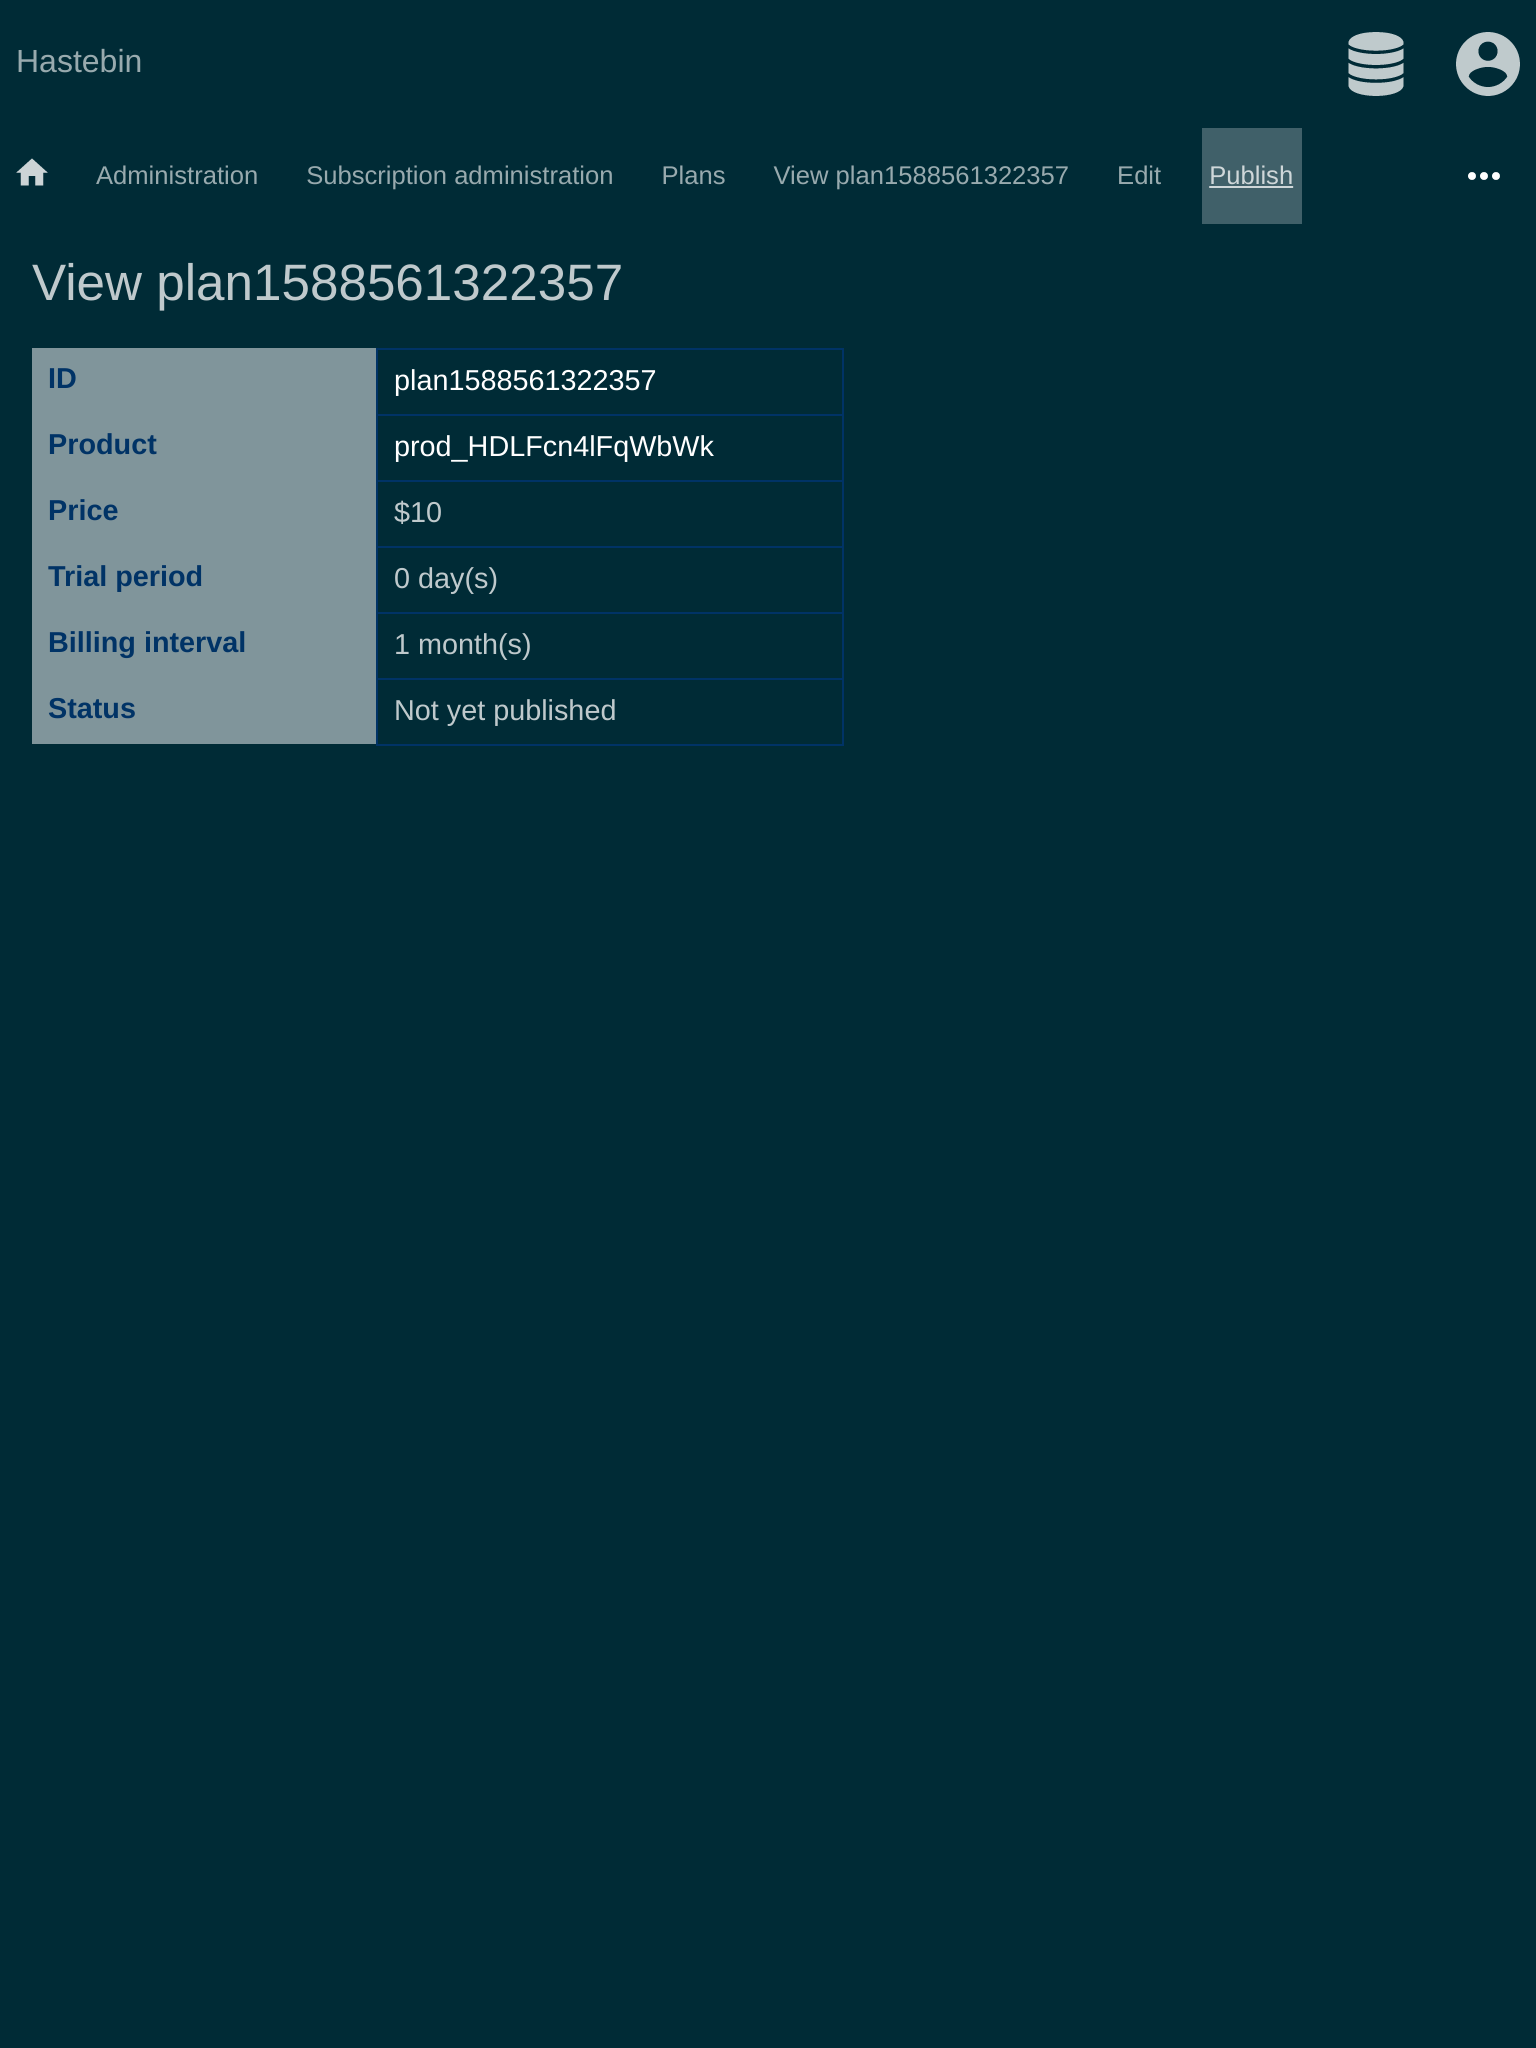 Hastebin
Administration Subscription administration Plans View plan1588561322357 Edit Publish
View plan1588561322357
ID plan1588561322357
Product prod_HDLFcn4lFqWbWk
Price $10
Trial period 0 day(s)
Billing interval 1 month(s)
Status Not yet published